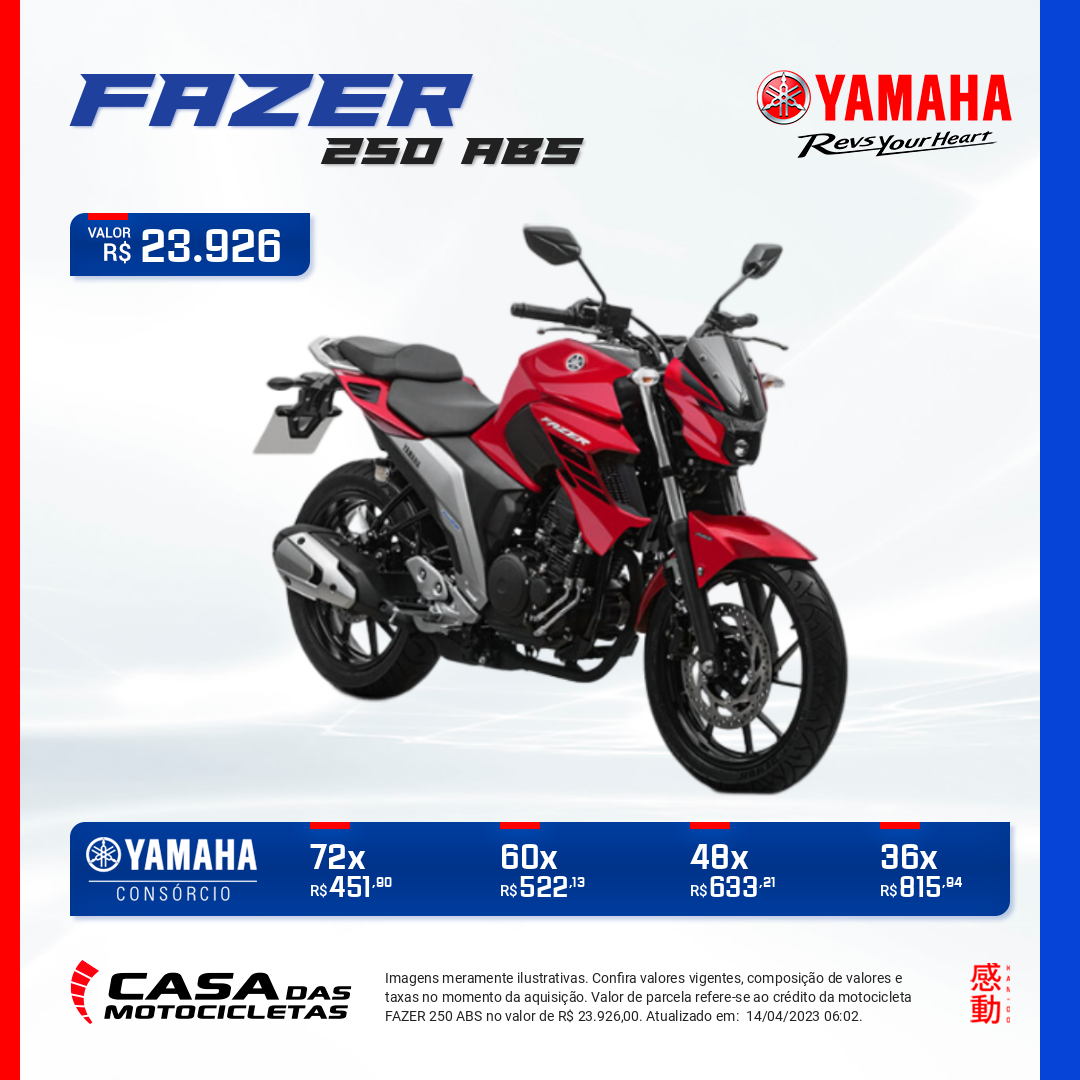 FAZER
250 ABS
YAMAHA
Revs Your Heart
VALOR
R$ 23.926
FAZER
YAMAHA
YAMAHA
CONSÓRCIO
72x
R$ 451,90
60x
R$ 522,13
48x
R$ 633,21
36x
R$ 815,94
CASA DAS
MOTOCICLETAS
Imagens meramente ilustrativas. Confira valores vigentes, composição de valores e
taxas no momento da aquisição. Valor de parcela refere-se ao crédito da motocicleta
FAZER 250 ABS no valor de R$ 23.926,00. Atualizado em: 14/04/2023 06:02.
感動